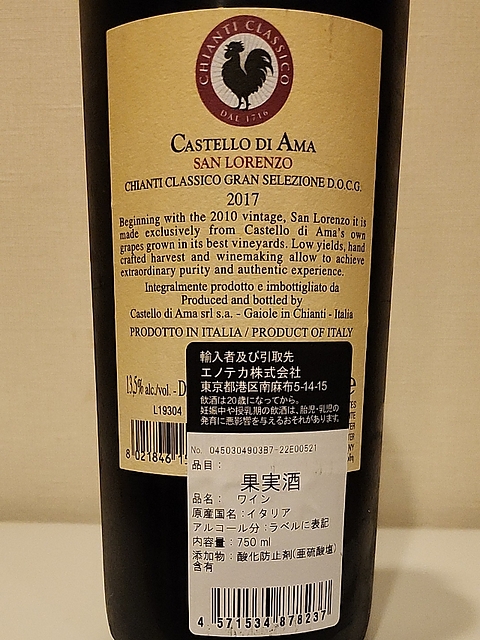 CHIANTI CLASSICO
DAL 1716
CASTELLO DI AMA
SAN LORENZO
CHIANTI CLASSICO GRAN SELEZIONE D.O.C.G.
2017
Beginning with the 2010 vintage, San Lorenzo it is
made exclusively from Castello di Ama's own
grapes grown in its best vineyards. Low yields, hand
crafted harvest and winemaking allow to achieve
extraordinary purity and authentic experience.
Integralmente prodotto e imbottigliato da
Produced and bottled by
Castello di Ama srl s.a. - Gaiole in Chianti - Italia
PRODOTTO IN ITALIA / PRODUCT OF ITALY
13,5% alc./vol.
L19304
8 021846
輸入者及び引取先
エノテカ株式会社
東京都港区南麻布5-14-15
飲酒は20歳になってから。
妊娠中や授乳期の飲酒は、胎児・乳児の
発育に悪影響を与えるおそれがあります。
No. 0450304903B7-22E00521
品目:
果実酒
品名: ワイン
原産国名:イタリア
アルコール分:ラベルに表記
内容量:750 ml
添加物:酸化防止剤(亜硫酸塩)
含有
4 571534 878237